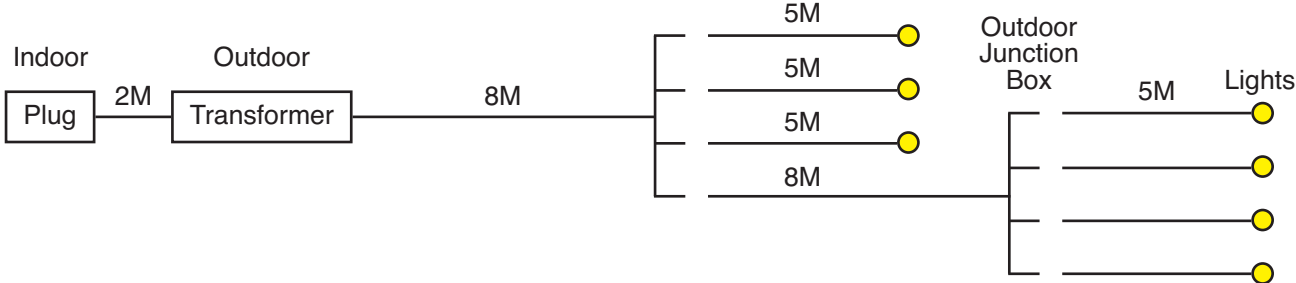 Indoor
Plug
2M
Outdoor
Transformer
8M
5M
5M
5M
8M
Outdoor
Junction
Box
5M
Lights